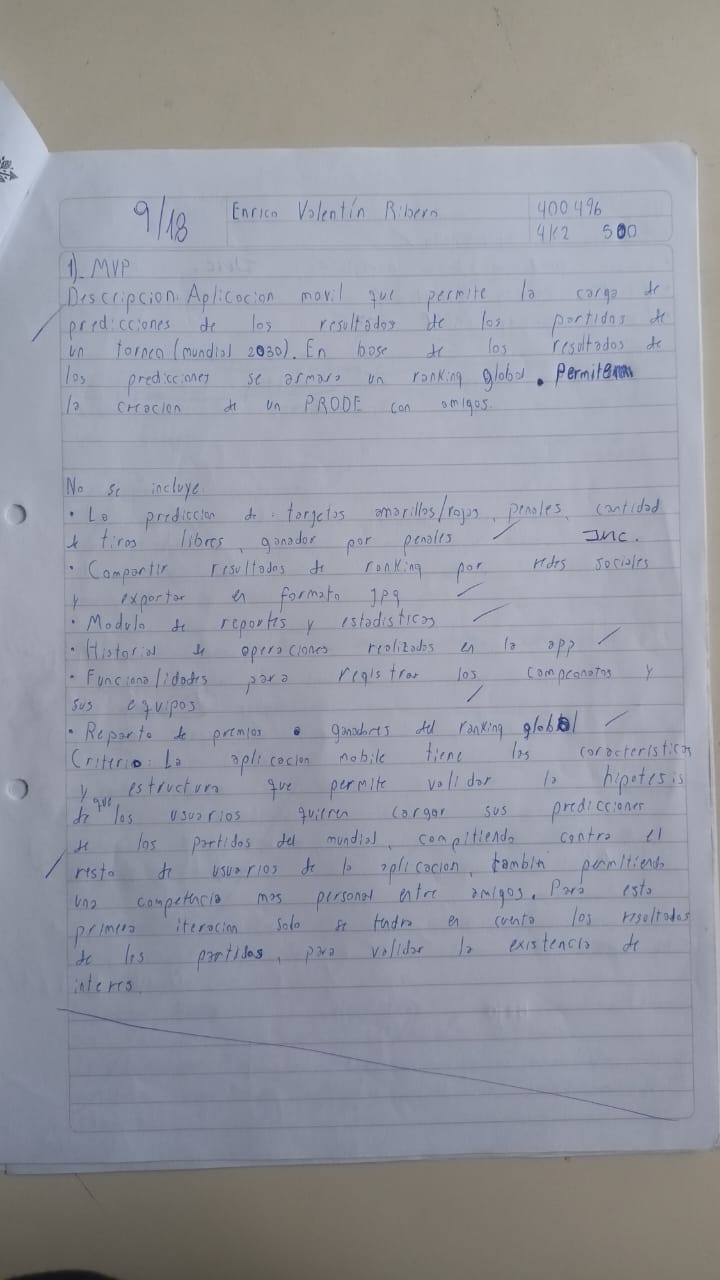 9/18 Enrico Valentín Ribero 400496
4K2 500
1)_ MVP
Descripcion: Aplicacion movil que permite la carga de
predicciones de los resultados de los partidos de
un torneo (mundial 2030). En base de los resultados de
las predicciones se armara un ranking global. Permite
la creacion de un PRODE con amigos.
No se incluye
• La prediccion de targetas amarillas/rojas, penales, cantidad
de tiros libres, ganador por penales Inc.
• Compartir resultados de ranking por redes sociales
y exportar en formato jpg
• Modulo de reportes y estadisticas
• Historial de operaciones realizadas en la app
• Funcionalidades para registrar los campeonatos y
sus equipos
• Reparto de premios a ganadores del ranking global
Criterio: La aplicacion mobile tiene las caracteristicas
y estructura que permite validar la hipotesis
de que los usuarios quieren cargar sus predicciones
de los partidos del mundial, compitiendo contra el
resto de usuarios de la aplicacion, tambin permitiendo
una competencia mas personal entre amigos. Para esta
primera iteracion solo se tendra en cuenta los resultados
de los partidos, para validar la existencia de
interes.